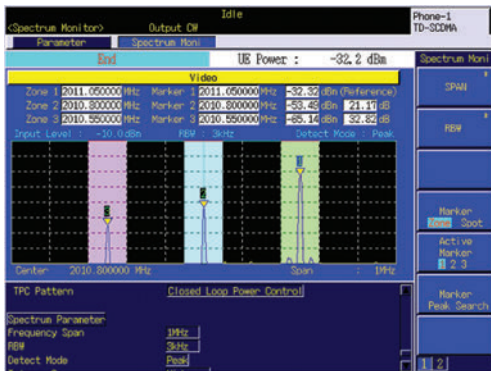 Idle
Phone-1
<Spectrum Monitor> Output CW
TD-SCDMA
Parameter Spectrum Moni
End UE Power : -32.2 dBm Spectrum Moni
Video
Zone 1 2011.050000 MHz Marker 1 2011.050000 MHz -32.32 dBm (Reference)
Zone 2 2010.800000 MHz Marker 2 2010.800000 MHz -53.49 dBm 21.17 dB
Zone 3 2010.550000 MHz Marker 3 2010.550000 MHz -65.14 dBm 32.82 dB
Input Level : -10.0dBm RBW : 3kHz Detect Mode : Peak
SPAN
RBW
1
2
3
Marker
Spot
Active
Marker
1 2 3
Marker
Peak Search
Center 2010.800000 MHz Span : 1MHz
TPC Pattern Closed Loop Power Control
Spectrum Parameter
Frequency Span 1MHz
RBW 3kHz
Detect Mode Peak
1 2